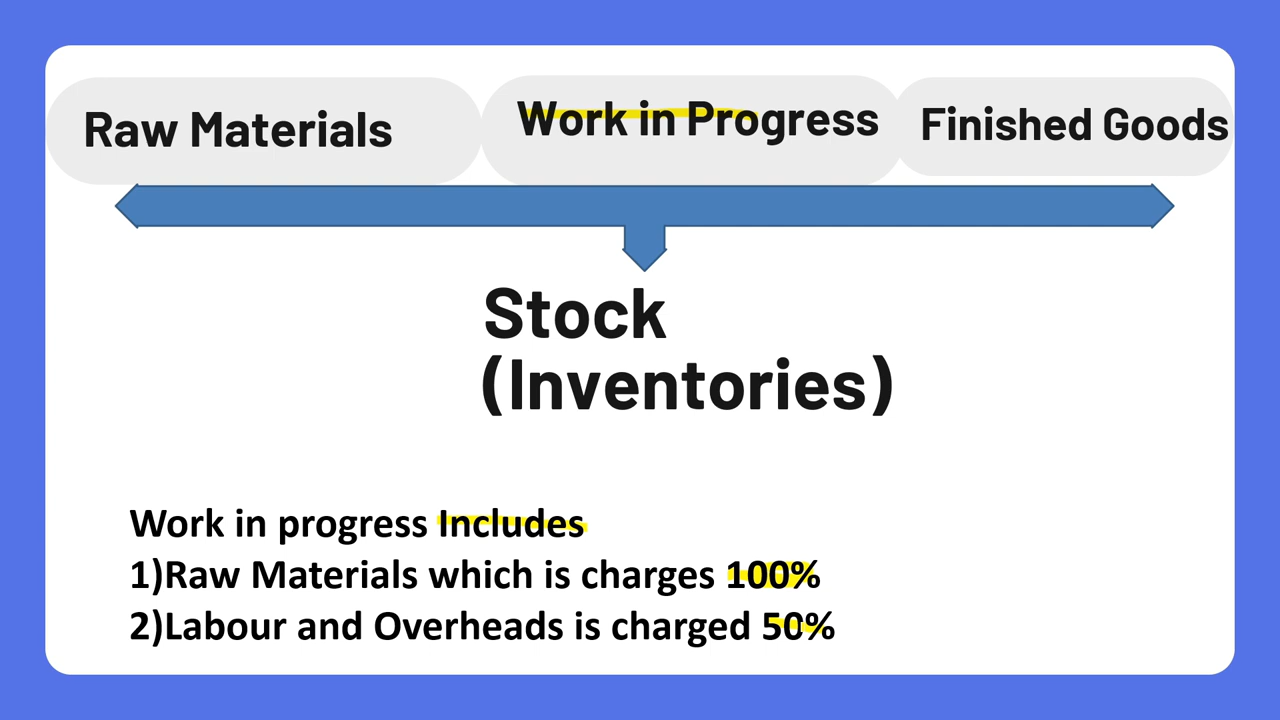 Raw Materials
Work in Progress
Finished Goods
Stock
(Inventories)
Work in progress Includes
1)Raw Materials which is charges 100%
2)Labour and Overheads is charged 50%